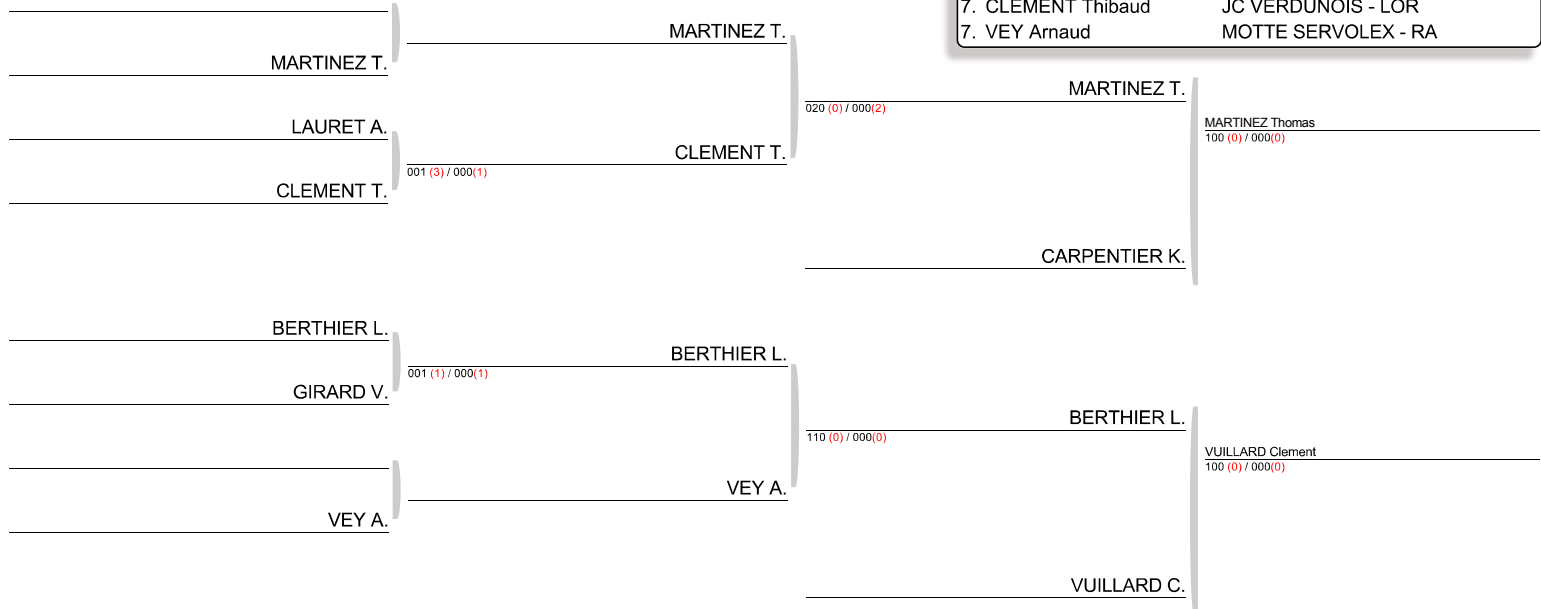 7. CLEMENT Thibaud JC VERDUNOIS - LOR
7. VEY Arnaud MOTTE SERVOLEX - RA
MARTINEZ T.
MARTINEZ T.
MARTINEZ T.
020 (0) / 000(2)
MARTINEZ Thomas
100 (0) / 000(0)
LAURET A.
CLEMENT T.
001 (3) / 000(1)
CLEMENT T.
CARPENTIER K.
BERTHIER L.
BERTHIER L.
001 (1) / 000(1)
GIRARD V.
BERTHIER L.
110 (0) / 000(0)
VUILLARD Clement
100 (0) / 000(0)
VEY A.
VEY A.
VUILLARD C.